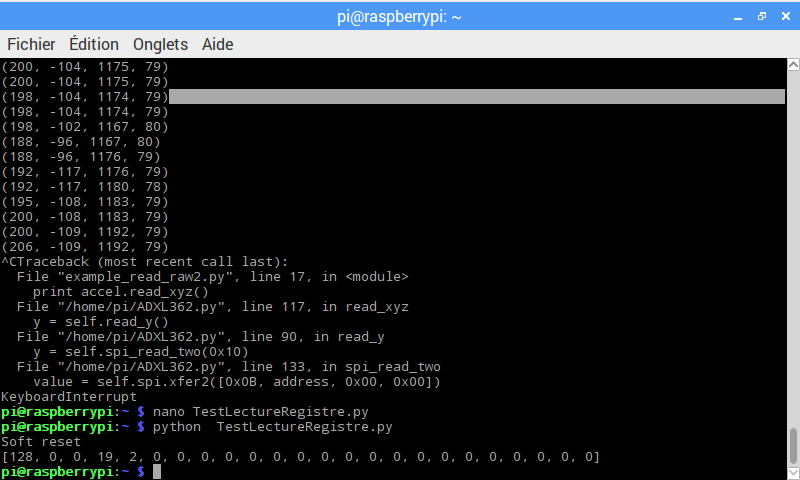 pi@raspberrypi: ~
Fichier Édition Onglets Aide
(200, -104, 1175, 79)
(200, -104, 1175, 79)
(198, -104, 1174, 79)
(198, -104, 1174, 79)
(198, -102, 1167, 80)
(188, -96, 1167, 80)
(188, -96, 1176, 79)
(192, -117, 1176, 79)
(192, -117, 1180, 78)
(195, -108, 1183, 79)
(200, -108, 1183, 79)
(200, -109, 1192, 79)
(206, -109, 1192, 79)
^CTraceback (most recent call last):
  File "example_read_raw2.py", line 17, in <module>
    print accel.read_xyz()
  File "/home/pi/ADXL362.py", line 117, in read_xyz
    y = self.read_y()
  File "/home/pi/ADXL362.py", line 90, in read_y
    y = self.spi_read_two(0x10)
  File "/home/pi/ADXL362.py", line 133, in spi_read_two
    value = self.spi.xfer2([0x0B, address, 0x00, 0x00])
KeyboardInterrupt
pi@raspberrypi:~ $ nano TestLectureRegistre.py
pi@raspberrypi:~ $ python  TestLectureRegistre.py
Soft reset
[128, 0, 0, 19, 2, 0, 0, 0, 0, 0, 0, 0, 0, 0, 0, 0, 0, 0, 0, 0, 0, 0, 0, 0]
pi@raspberrypi:~ $